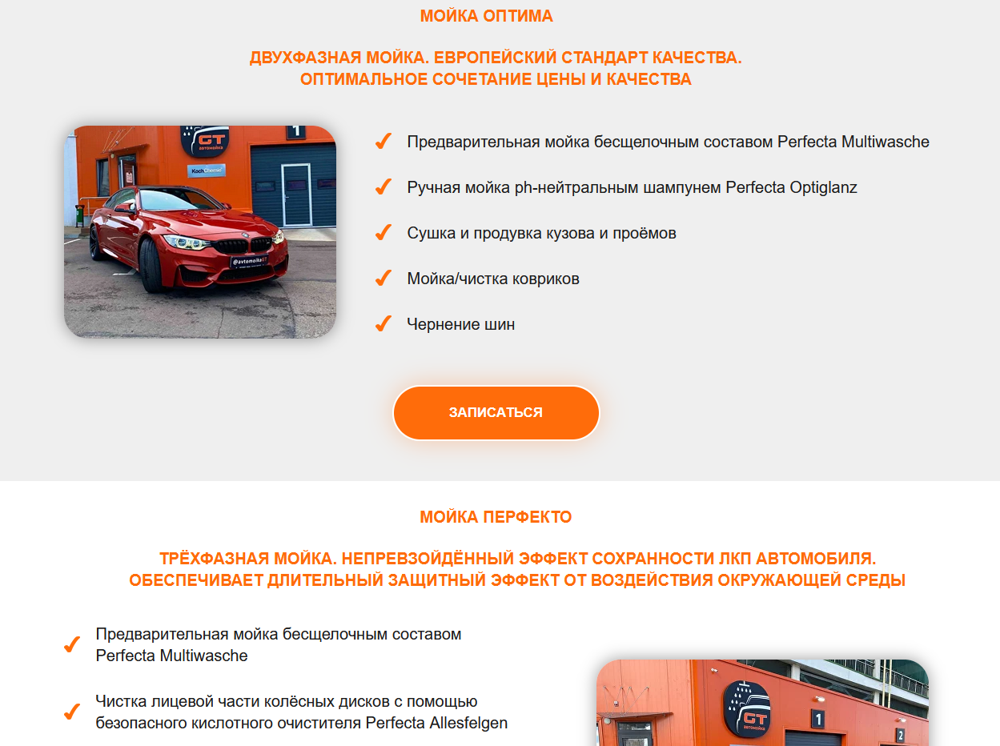 МОЙКА ОПТИМА
ДВУХФАЗНАЯ МОЙКА. ЕВРОПЕЙСКИЙ СТАНДАРТ КАЧЕСТВА.
ОПТИМАЛЬНОЕ СОЧЕТАНИЕ ЦЕНЫ И КАЧЕСТВА
GT
автомойка
1
KochChemie
@avtomoikaGT
Предварительная мойка бесщелочным составом Perfecta Multiwasche
Ручная мойка ph-нейтральным шампунем Perfecta Optiglanz
Сушка и продувка кузова и проёмов
Мойка/чистка ковриков
Чернение шин
ЗАПИСАТЬСЯ
МОЙКА ПЕРФЕКТО
ТРЁХФАЗНАЯ МОЙКА. НЕПРЕВЗОЙДЁННЫЙ ЭФФЕКТ СОХРАННОСТИ ЛКП АВТОМОБИЛЯ.
ОБЕСПЕЧИВАЕТ ДЛИТЕЛЬНЫЙ ЗАЩИТНЫЙ ЭФФЕКТ ОТ ВОЗДЕЙСТВИЯ ОКРУЖАЮЩЕЙ СРЕДЫ
Предварительная мойка бесщелочным составом
Perfecta Multiwasche
Чистка лицевой части колёсных дисков с помощью
безопасного кислотного очистителя Perfecta Allesfelgen
GT
автомойка
1
2